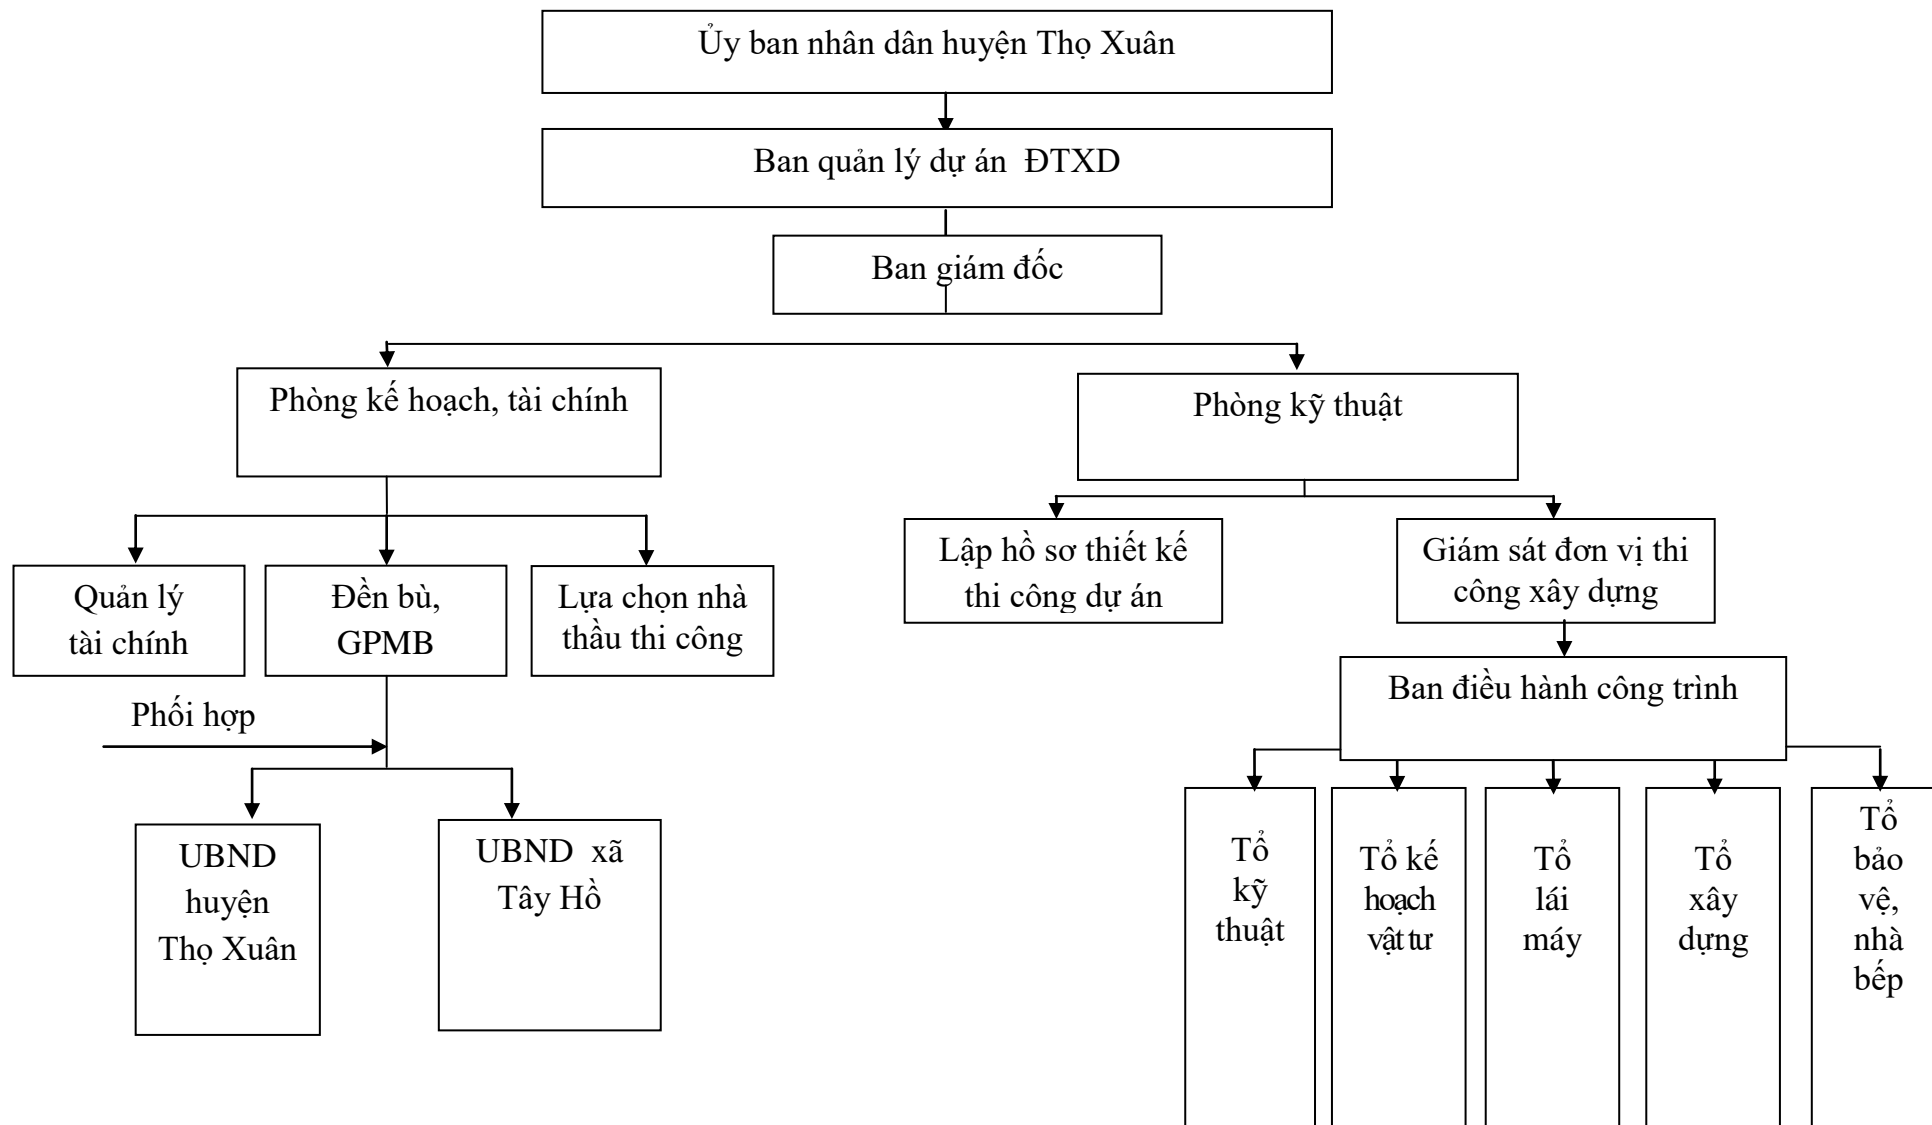 Ủy ban nhân dân huyện Thọ Xuân
Ban quản lý dự án ĐTXD
Ban giám đốc
Phòng kế hoạch, tài chính
Phòng kỹ thuật
Quản lý
tài chính
Đền bù,
GPMB
Lựa chọn nhà
thầu thi công
Lập hồ sơ thiết kế
thi công dự án
Giám sát đơn vị thi
công xây dựng
Phối hợp
Ban điều hành công trình
UBND
huyện
Thọ Xuân
UBND xã
Tây Hồ
Tổ
kỹ
thuật
Tổ kế
hoạch
vật tư
Tổ
lái
máy
Tổ
xây
dựng
Tổ
bảo
vệ,
nhà
bếp